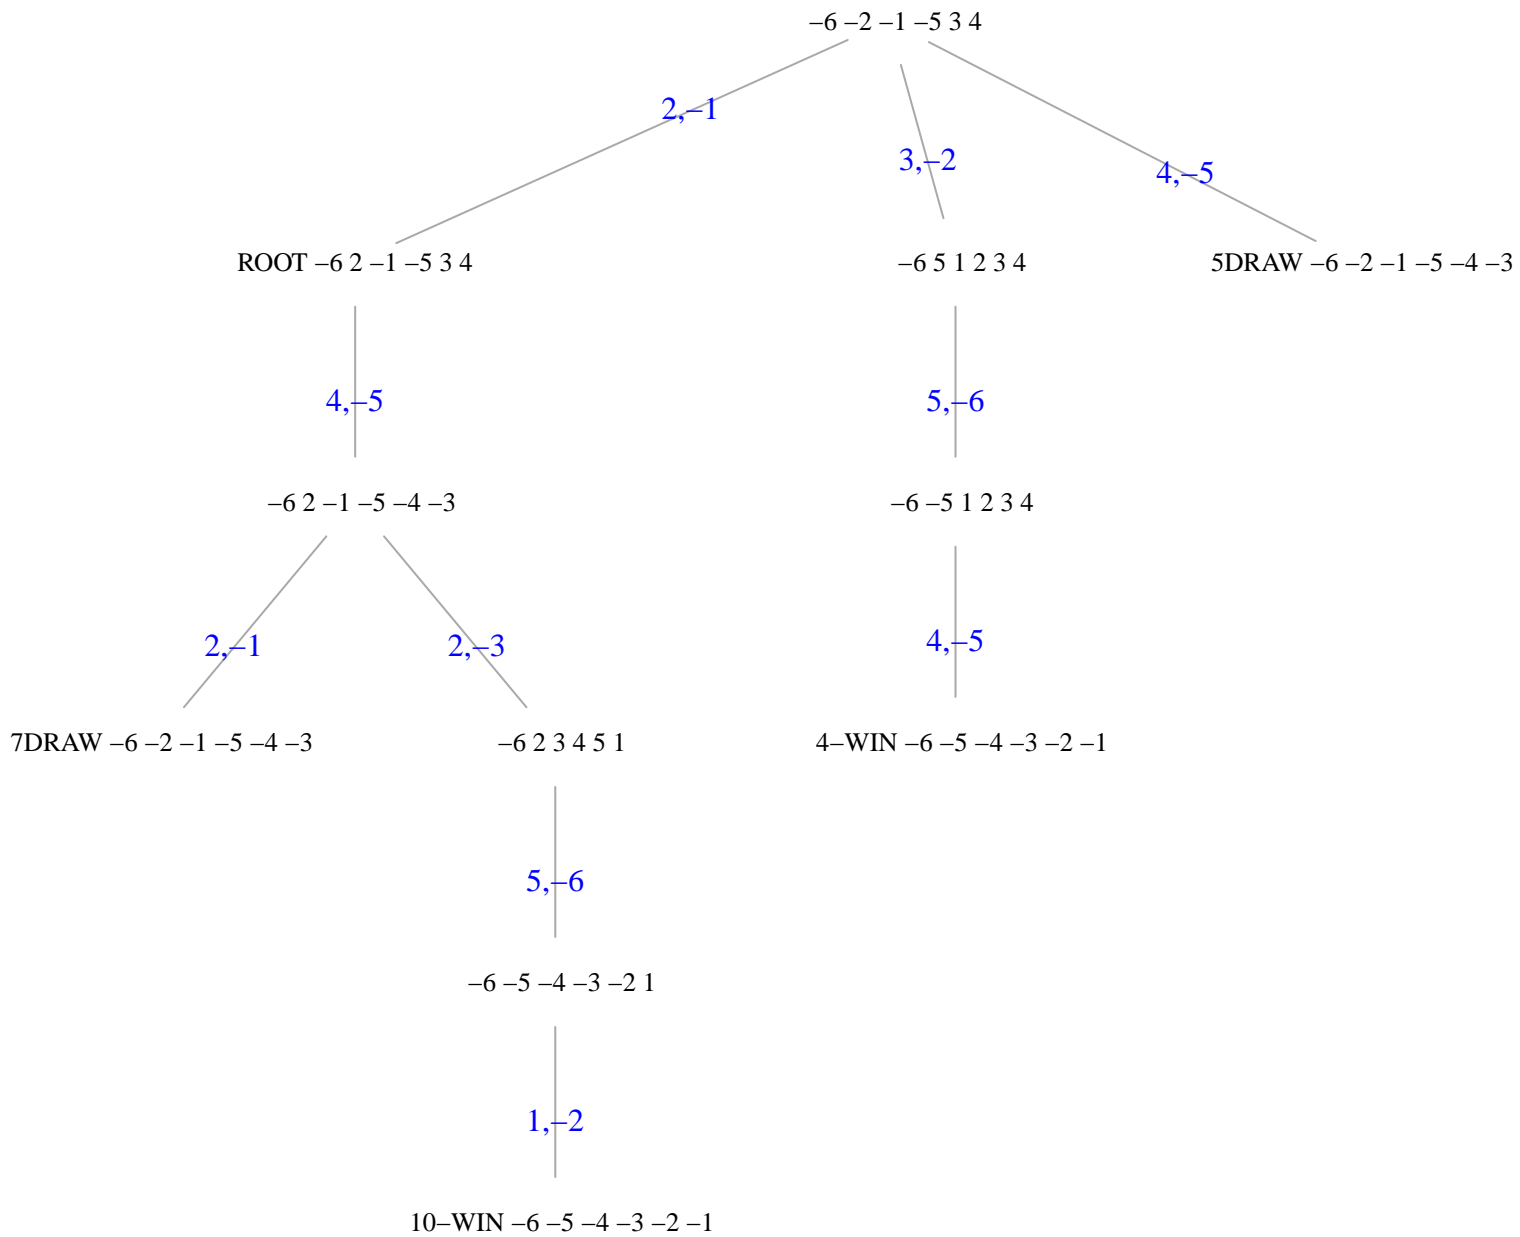 –6 –2 –1 –5 3 4
2,–1
3,–2
4,–5
ROOT –6 2 –1 –5 3 4
–6 5 1 2 3 4
5DRAW –6 –2 –1 –5 –4 –3
4,–5
5,–6
–6 2 –1 –5 –4 –3
–6 –5 1 2 3 4
2,–1
2,–3
4,–5
7DRAW –6 –2 –1 –5 –4 –3
–6 2 3 4 5 1
4–WIN –6 –5 –4 –3 –2 –1
5,–6
–6 –5 –4 –3 –2 1
1,–2
10–WIN –6 –5 –4 –3 –2 –1